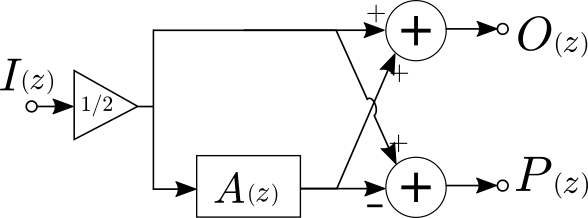 I(z)
1/2
A(z)
+
+
+
+
+
-
+
O(z)
P(z)